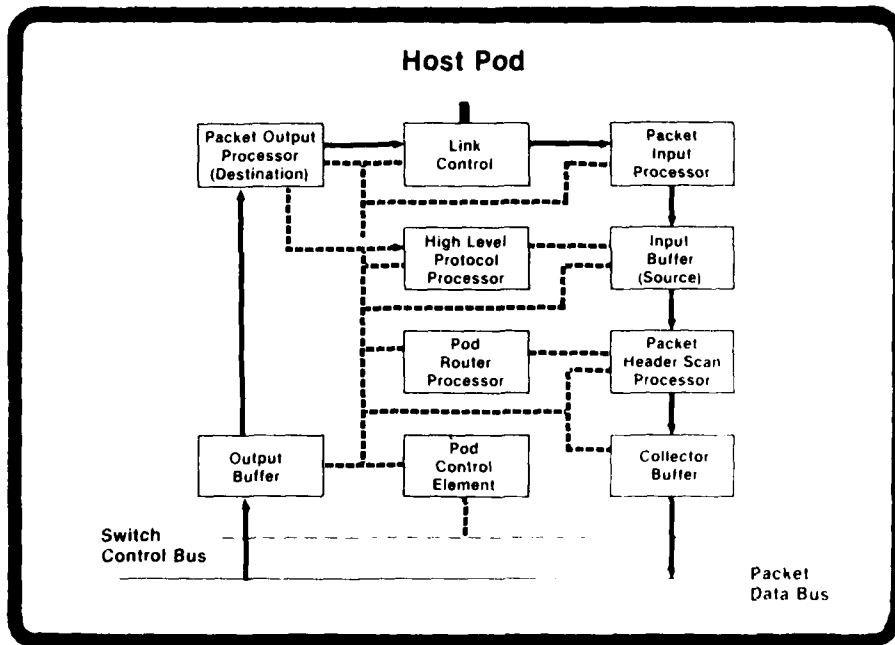 Host Pod
Packet Output
Processor
(Destination)
Link
Control
Packet
Input
Processor
High Level
Protocol
Processor
Input
Buffer
(Source)
Pod
Router
Processor
Packet
Header Scan
Processor
Output
Buffer
Pod
Control
Element
Collector
Buffer
Switch
Control Bus
Packet
Data Bus